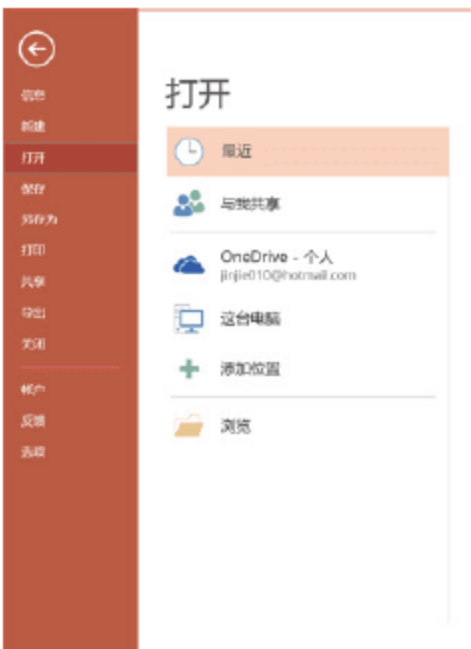 信息
新建
打开
保存
另存为
打印
共享
导出
关闭
帐户
反馈
选项
打开
最近
与我共享
OneDrive - 个人
jinjie010@hotmail.com
这台电脑
添加位置
浏览